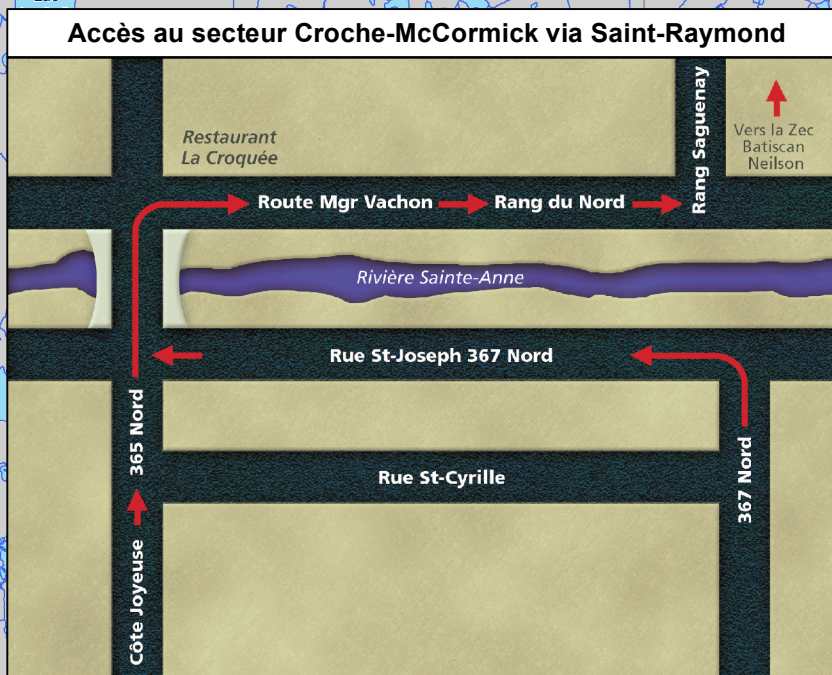 Accès au secteur Croche-McCormick via Saint-Raymond
Restaurant
La Croquée
Rang Saguenay
Vers la Zec
Batiscan
Neilson
Route Mgr Vachon
Rang du Nord
Rivière Sainte-Anne
Rue St-Joseph 367 Nord
365 Nord
Rue St-Cyrille
367 Nord
Côte Joyeuse